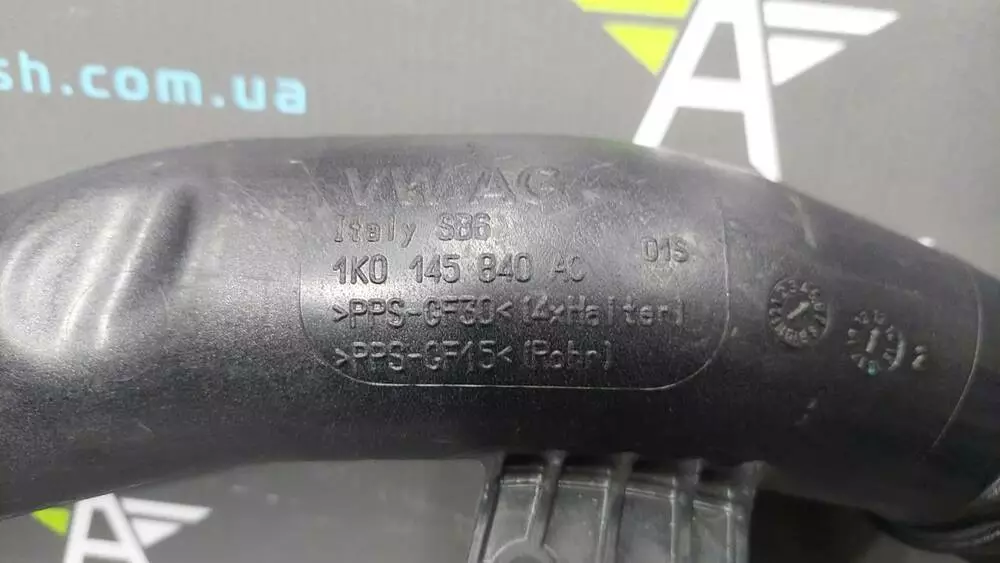 sh.com.ua
VW AG
Italy SB6
1K0 145 840 AC 01S
>PPS-GF30< (4xHalter)
>PPS-GF15< (Rohr)